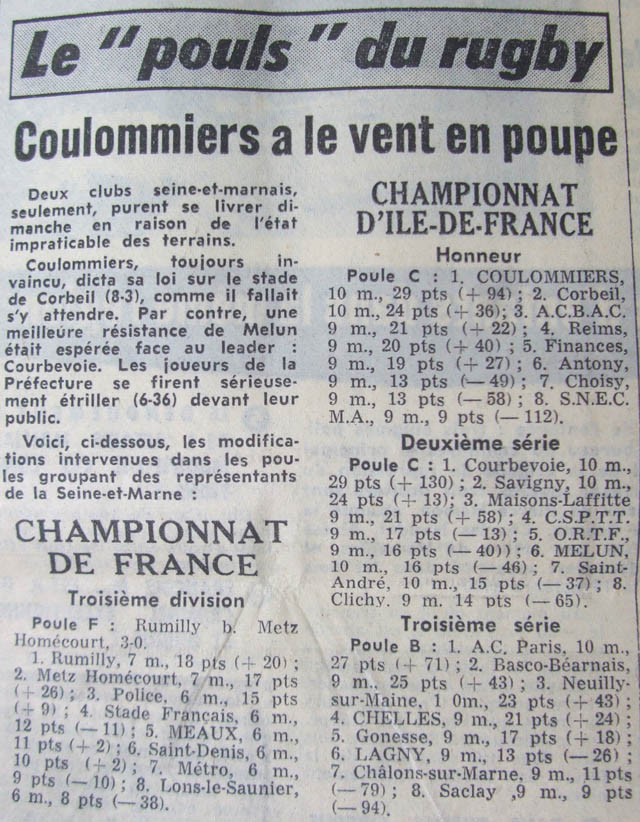 Le "pouls" du rugby
Coulommiers a le vent en poupe
Deux clubs seine-et-marnais,
seulement, purent se livrer di-
manche en raison de l'état
impraticable des terrains.
Coulommiers, toujours in-
vaincu, dicta sa loi sur le stade
de Corbeil (8-3), comme il fallait
s'y attendre. Par contre, une
meilleure résistance de Melun
était espérée face au leader :
Courbevoie. Les joueurs de la
Préfecture se firent sérieuse-
ment étriller (6-36) devant leur
public.
Voici, ci-dessous, les modifica-
tions intervenues dans les pou-
les groupant des représentants
de la Seine-et-Marne :
CHAMPIONNAT
DE FRANCE
Troisième division
Poule F : Rumilly b. Metz
Homécourt, 3-0.
1. Rumilly, 7 m., 18 pts (+ 20) ;
2. Metz Homécourt, 7 m., 17 pts
(+ 26) ; 3. Police, 6 m., 15 pts
(+ 9) ; 4. Stade Français, 6 m.,
12 pts (— 11) ; 5. MEAUX, 6 m.,
11 pts (+ 2) ; 6. Saint-Denis, 6 m.,
10 pts (+ 2) ; 7. Métro, 6 m.,
9 pts (— 10) ; 8. Lons-le-Saunier,
6 m., 8 pts (— 38).
CHAMPIONNAT
D'ILE-DE-FRANCE
Honneur
Poule C : 1. COULOMMIERS,
10 m., 29 pts (+ 94) ; 2. Corbeil,
10 m., 24 pts (+ 36) ; 3. A.C.B.A.C.
9 m., 21 pts (+ 22) ; 4. Reims,
9 m., 20 pts (+ 40) ; 5. Finances,
9 m., 19 pts (+ 27) ; 6. Antony,
9 m., 13 pts (— 49) ; 7. Choisy,
9 m., 13 pts (— 58) ; 8. S.N.E.C.
M.A., 9 m., 9 pts (— 112).
Deuxième série
Poule C : 1. Courbevoie, 10 m.,
29 pts (+ 130) ; 2. Savigny, 10 m.,
24 pts (+ 13) ; 3. Maisons-Laffitte
9 m., 21 pts (+ 58) ; 4. C.S.P.T.T.
9 m., 17 pts (— 13) ; 5. O.R.T.F.,
9 m., 16 pts (— 40)) ; 6. MELUN,
10 m., 16 pts (— 46) ; 7. Saint-
André, 10 m., 15 pts (— 37) ; 8.
Clichy. 9 m. 14 pts (— 65).
Troisième série
Poule B : 1. A.C. Paris, 10 m.,
27 pts (+ 71) ; 2. Basco-Béarnais,
9 m., 25 pts (+ 43) ; 3. Neuilly-
sur-Maine, 1 0m., 23 pts (+ 43) ;
4. CHELLES, 9 m., 21 pts (+ 24) ;
5. Gonesse, 9 m., 17 pts (+ 18) ;
6. LAGNY, 9 m., 13 pts (— 26) ;
7. Châlons-sur-Marne, 9 m., 11 pts
(— 79) ; 8. Saclay ,9 m., 9 pts
(— 94).